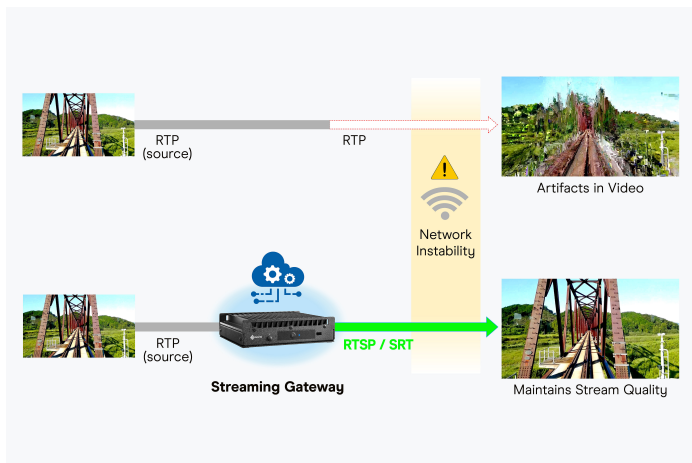 RTP
(source)
RTP
Artifacts in Video
Network
Instability
RTP
(source)
RTSP / SRT
Streaming Gateway
Maintains Stream Quality